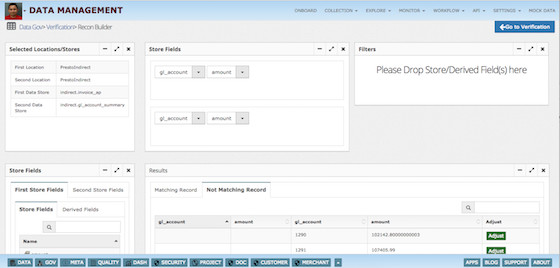 DATA MANAGEMENT
ONBOARD COLLECTION EXPLORE MONITORS WORKFLOW API SETTINGS MOCK DATA
Data Gov> Verification> Recon Builder
Go to Verification
Selected Locations/Stores
First Location PrestoIndirect
Second Location PrestoIndirect
First Data Store indirect.invoice_ap
Second Data Store indirect.gl_account_summary
Store Fields
gl_account amount
gl_account amount
Filters
Please Drop Store/Derived Field(s) here
Store Fields
First Store Fields Second Store Fields
Store Fields Derived Fields
Name
Results
Matching Record Not Matching Record
gl_account amount gl_account amount Adjust
1290 102142.80000000003 Adjust
1291 107405.99 Adjust
DATA GOV META QUALITY DASH SECURITY PROJECT DOC CUSTOMER MERCHANT
APPS BLOG SUPPORT ABOUT